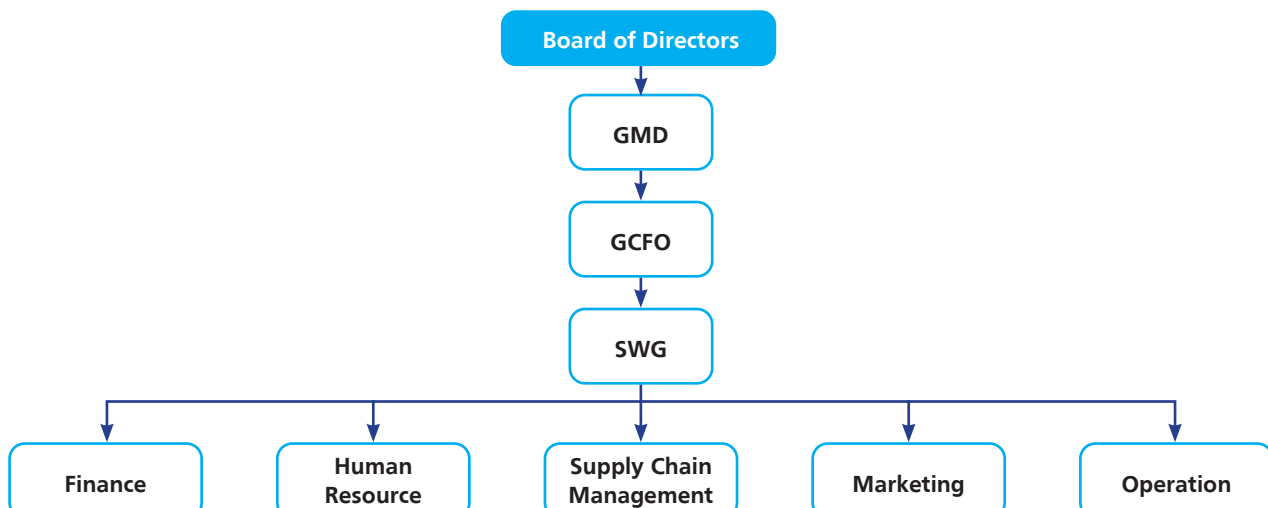 Board of Directors
GMD
GCFO
SWG
Finance
Human
Resource
Supply Chain
Management
Marketing
Operation